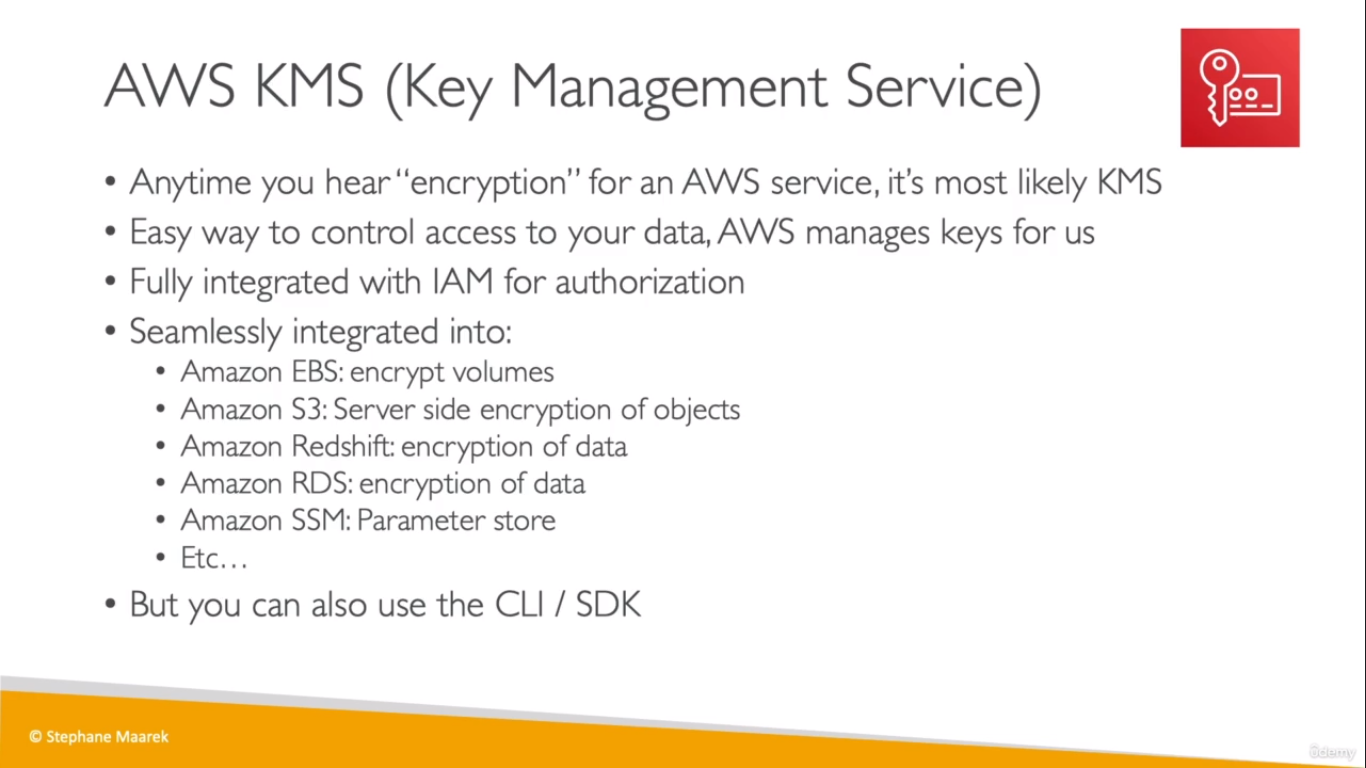 AWS KMS (Key Management Service)
• Anytime you hear “encryption” for an AWS service, it’s most likely KMS
• Easy way to control access to your data, AWS manages keys for us
• Fully integrated with IAM for authorization
• Seamlessly integrated into:
• Amazon EBS: encrypt volumes
• Amazon S3: Server side encryption of objects
• Amazon Redshift: encryption of data
• Amazon RDS: encryption of data
• Amazon SSM: Parameter store
• Etc…
• But you can also use the CLI / SDK
© Stephane Maarek
ûdemy